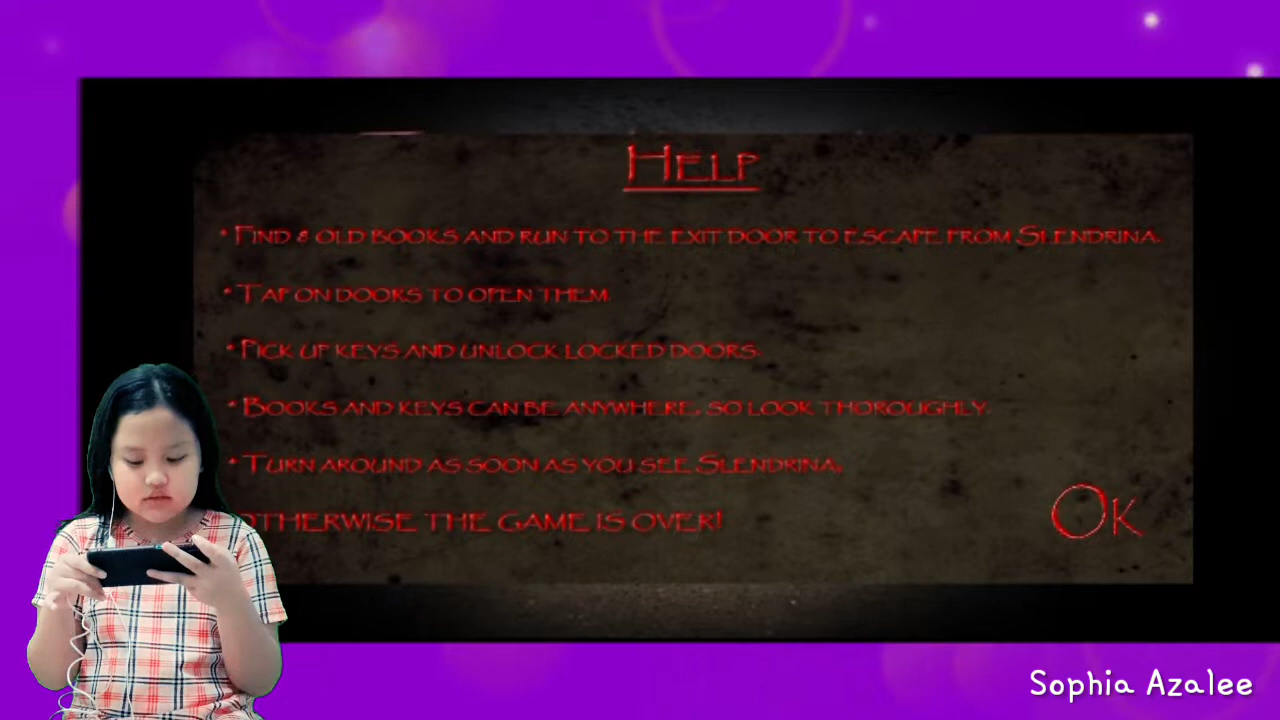 HELP
* FIND 8 OLD BOOKS AND RUN TO THE EXIT DOOR TO ESCAPE FROM SLENDRINA.
* TAP ON DOORS TO OPEN THEM.
* PICK UP KEYS AND UNLOCK LOCKED DOORS.
* BOOKS AND KEYS CAN BE ANYWHERE, SO LOOK THOROUGHLY.
* TURN AROUND AS SOON AS YOU SEE SLENDRINA,
OTHERWISE THE GAME IS OVER!
OK
Sophia Azalee